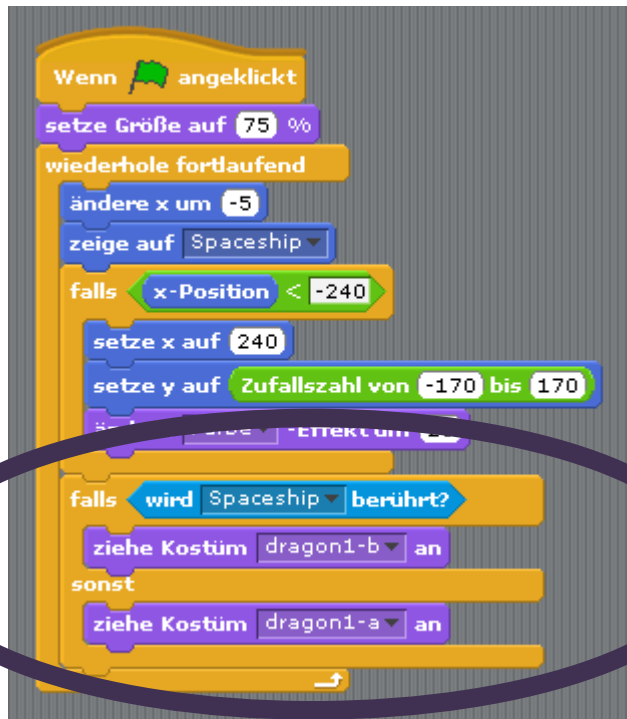 Wenn angeklickt
setze Größe auf 75 %
wiederhole fortlaufend
ändere x um -5
zeige auf Spaceship
falls x-Position < -240
setze x auf 240
setze y auf Zufallszahl von -170 bis 170
-Effekt um
falls wird Spaceship berührt?
ziehe Kostüm dragon1-b an
sonst
ziehe Kostüm dragon1-a an